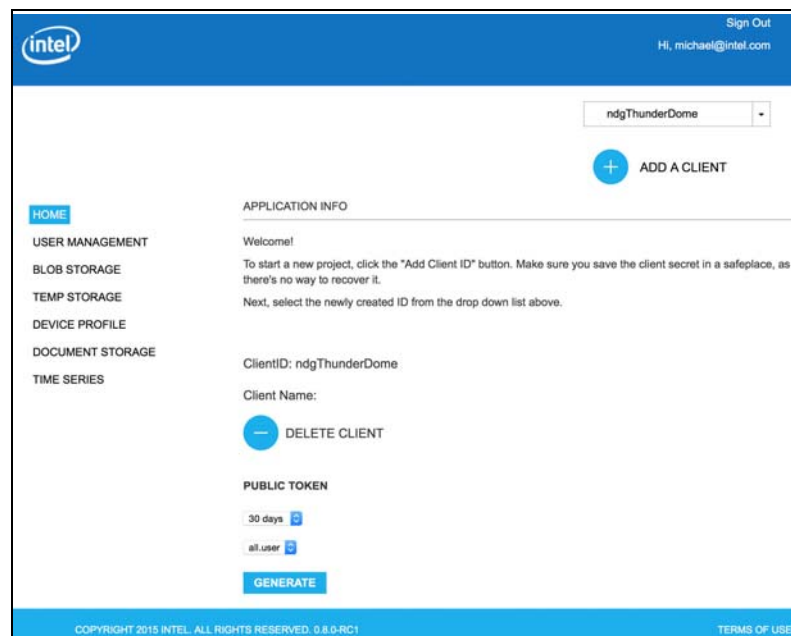 intel
Sign Out
Hi, michael@intel.com
ndgThunderDome
ADD A CLIENT
HOME
USER MANAGEMENT
BLOB STORAGE
TEMP STORAGE
DEVICE PROFILE
DOCUMENT STORAGE
TIME SERIES
APPLICATION INFO
Welcome!
To start a new project, click the "Add Client ID" button. Make sure you save the client secret in a safeplace, as
there's no way to recover it.
Next, select the newly created ID from the drop down list above.
ClientID: ndgThunderDome
Client Name:
DELETE CLIENT
PUBLIC TOKEN
30 days
all.user
GENERATE
COPYRIGHT 2015 INTEL. ALL RIGHTS RESERVED. 0.8.0-RC1
TERMS OF USE